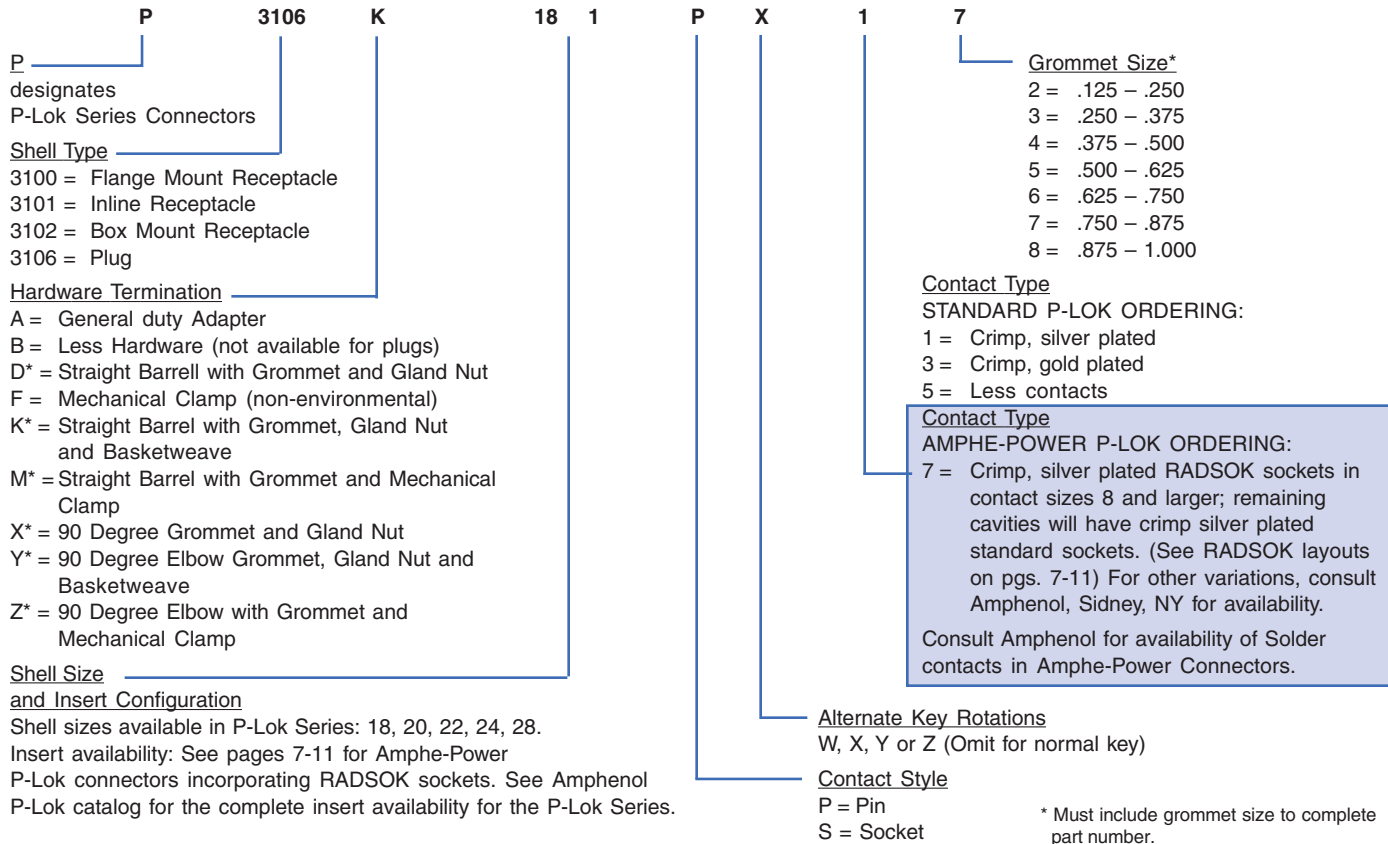 P 3106 K 18 1 P X 1 7
P
designates
P-Lok Series Connectors
Shell Type
3100 = Flange Mount Receptacle
3101 = Inline Receptacle
3102 = Box Mount Receptacle
3106 = Plug
Hardware Termination
A = General duty Adapter
B = Less Hardware (not available for plugs)
D* = Straight Barrell with Grommet and Gland Nut
F = Mechanical Clamp (non-environmental)
K* = Straight Barrel with Grommet, Gland Nut
and Basketweave
M* = Straight Barrel with Grommet and Mechanical
Clamp
X* = 90 Degree Grommet and Gland Nut
Y* = 90 Degree Elbow Grommet, Gland Nut and
Basketweave
Z* = 90 Degree Elbow with Grommet and
Mechanical Clamp
Shell Size
and Insert Configuration
Shell sizes available in P-Lok Series: 18, 20, 22, 24, 28.
Insert availability: See pages 7-11 for Amphe-Power
P-Lok connectors incorporating RADSOK sockets. See Amphenol
P-Lok catalog for the complete insert availability for the P-Lok Series.
Grommet Size*
2 = .125 – .250
3 = .250 – .375
4 = .375 – .500
5 = .500 – .625
6 = .625 – .750
7 = .750 – .875
8 = .875 – 1.000
Contact Type
STANDARD P-LOK ORDERING:
1 = Crimp, silver plated
3 = Crimp, gold plated
5 = Less contacts
Contact Type
AMPHE-POWER P-LOK ORDERING:
7 = Crimp, silver plated RADSOK sockets in
contact sizes 8 and larger; remaining
cavities will have crimp silver plated
standard sockets. (See RADSOK layouts
on pgs. 7-11) For other variations, consult
Amphenol, Sidney, NY for availability.
Consult Amphenol for availability of Solder
contacts in Amphe-Power Connectors.
Alternate Key Rotations
W, X, Y or Z (Omit for normal key)
Contact Style
P = Pin
S = Socket
* Must include grommet size to complete
part number.